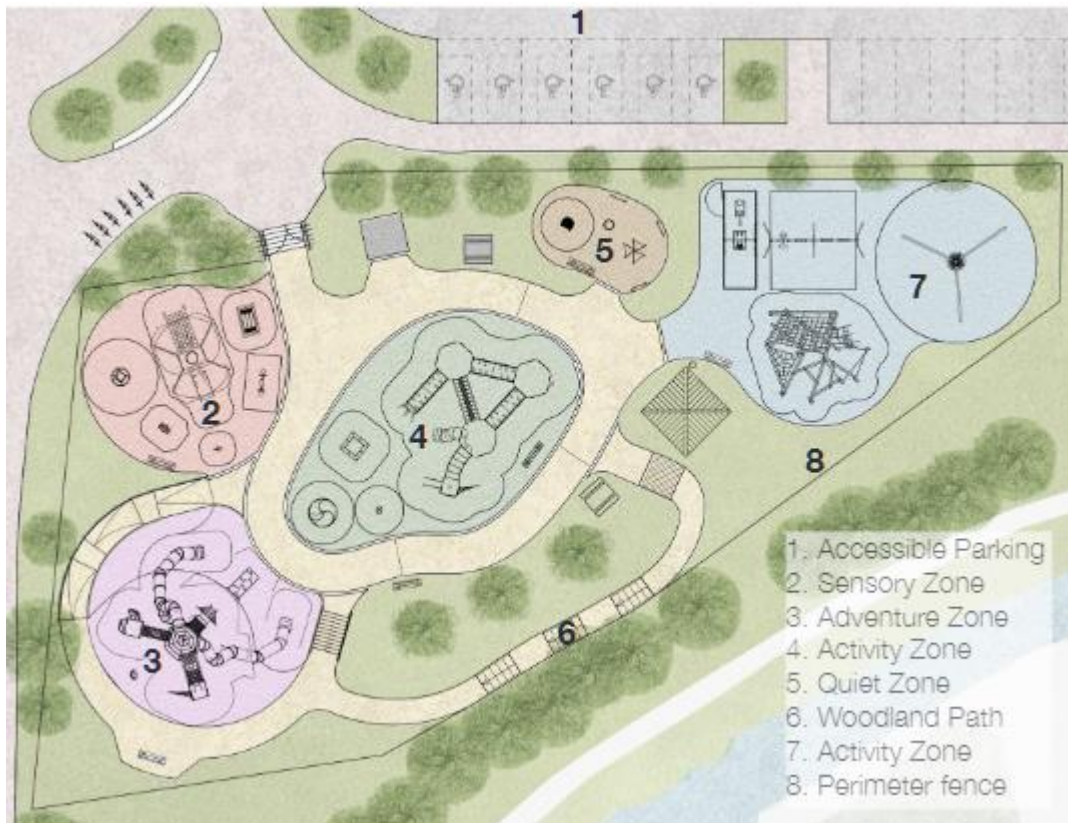 1
5
7
2
4
8
6
3
1. Accessible Parking
2. Sensory Zone
3. Adventure Zone
4. Activity Zone
5. Quiet Zone
6. Woodland Path
7. Activity Zone
8. Perimeter fence